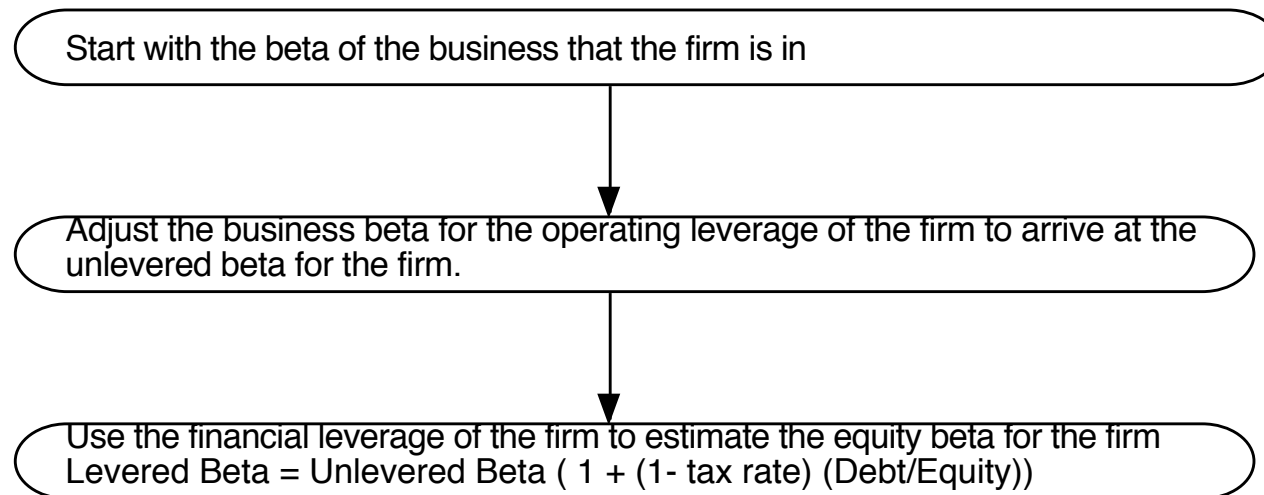 Start with the beta of the business that the firm is in
Adjust the business beta for the operating leverage of the firm to arrive at the
unlevered beta for the firm.
Use the financial leverage of the firm to estimate the equity beta for the firm
Levered Beta = Unlevered Beta ( 1 + (1- tax rate) (Debt/Equity))